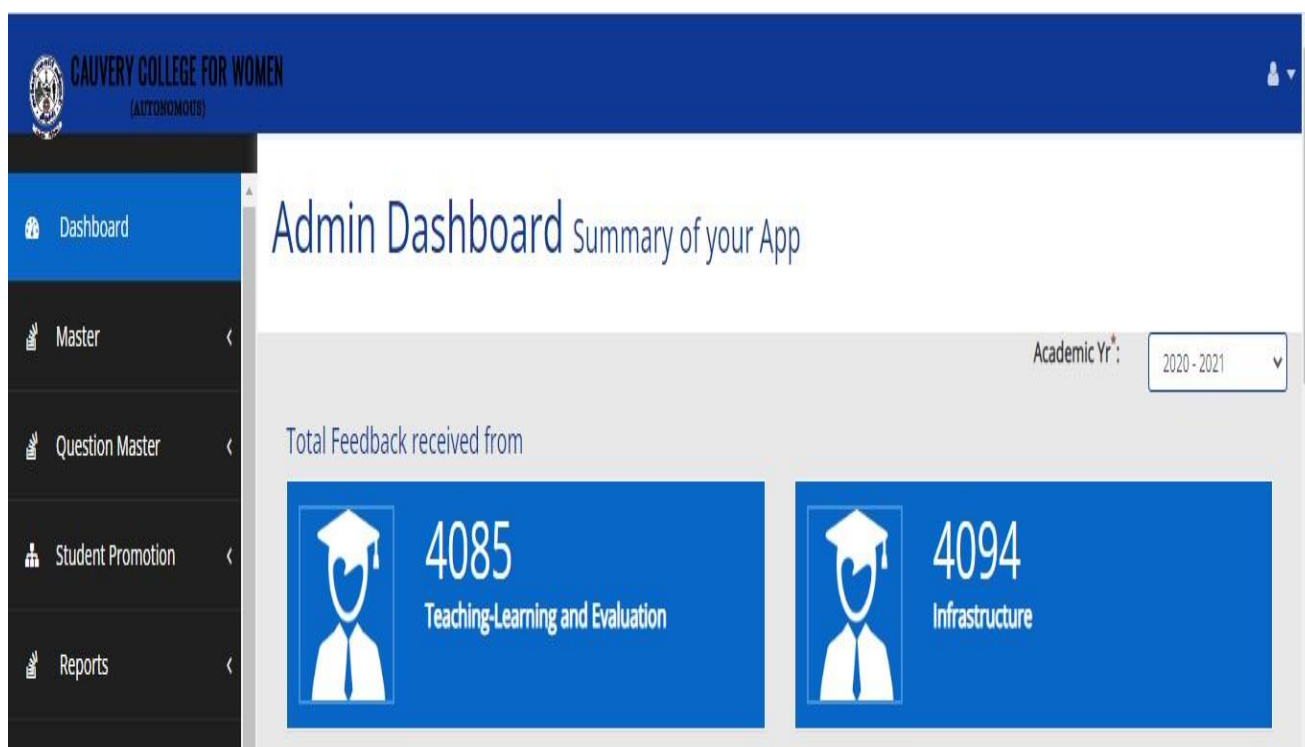 CAUVERY COLLEGE FOR WOMEN
(AUTONOMOUS)
Dashboard
Master
Question Master
Student Promotion
Reports
Admin Dashboard Summary of your App
Academic Yr*:
2020 - 2021
Total Feedback received from
4085
Teaching-Learning and Evaluation
4094
Infrastructure